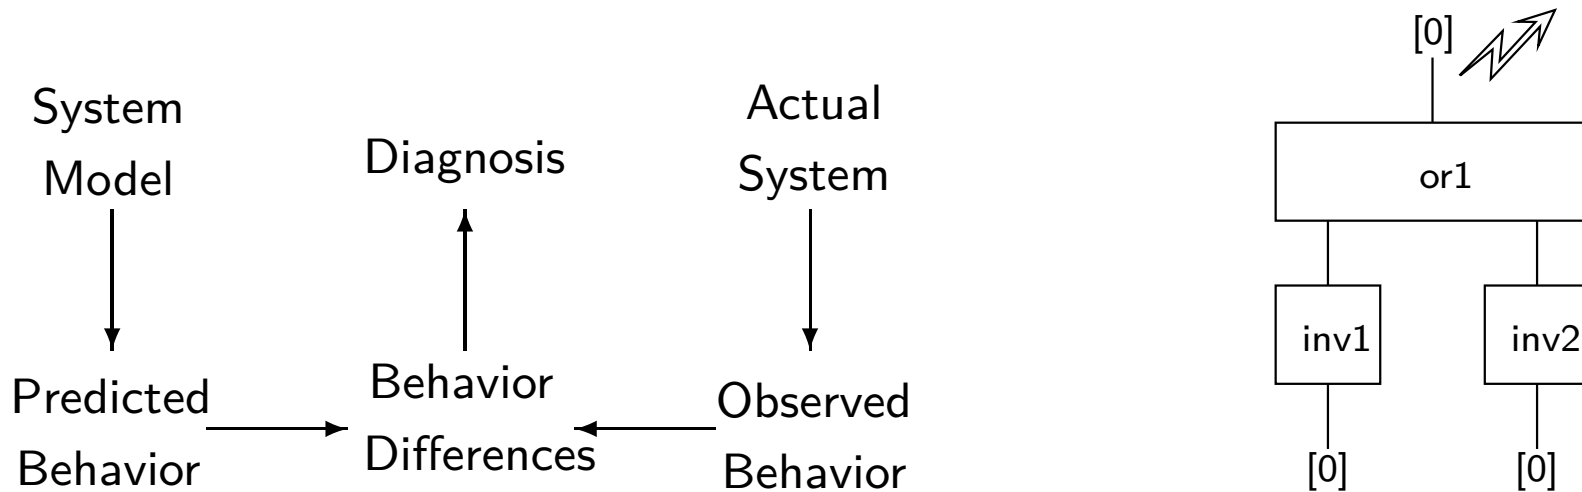 System
Model
Diagnosis
Actual
System
Predicted
Behavior
Behavior
Differences
Observed
Behavior
[0]
or1
inv1
inv2
[0]
[0]